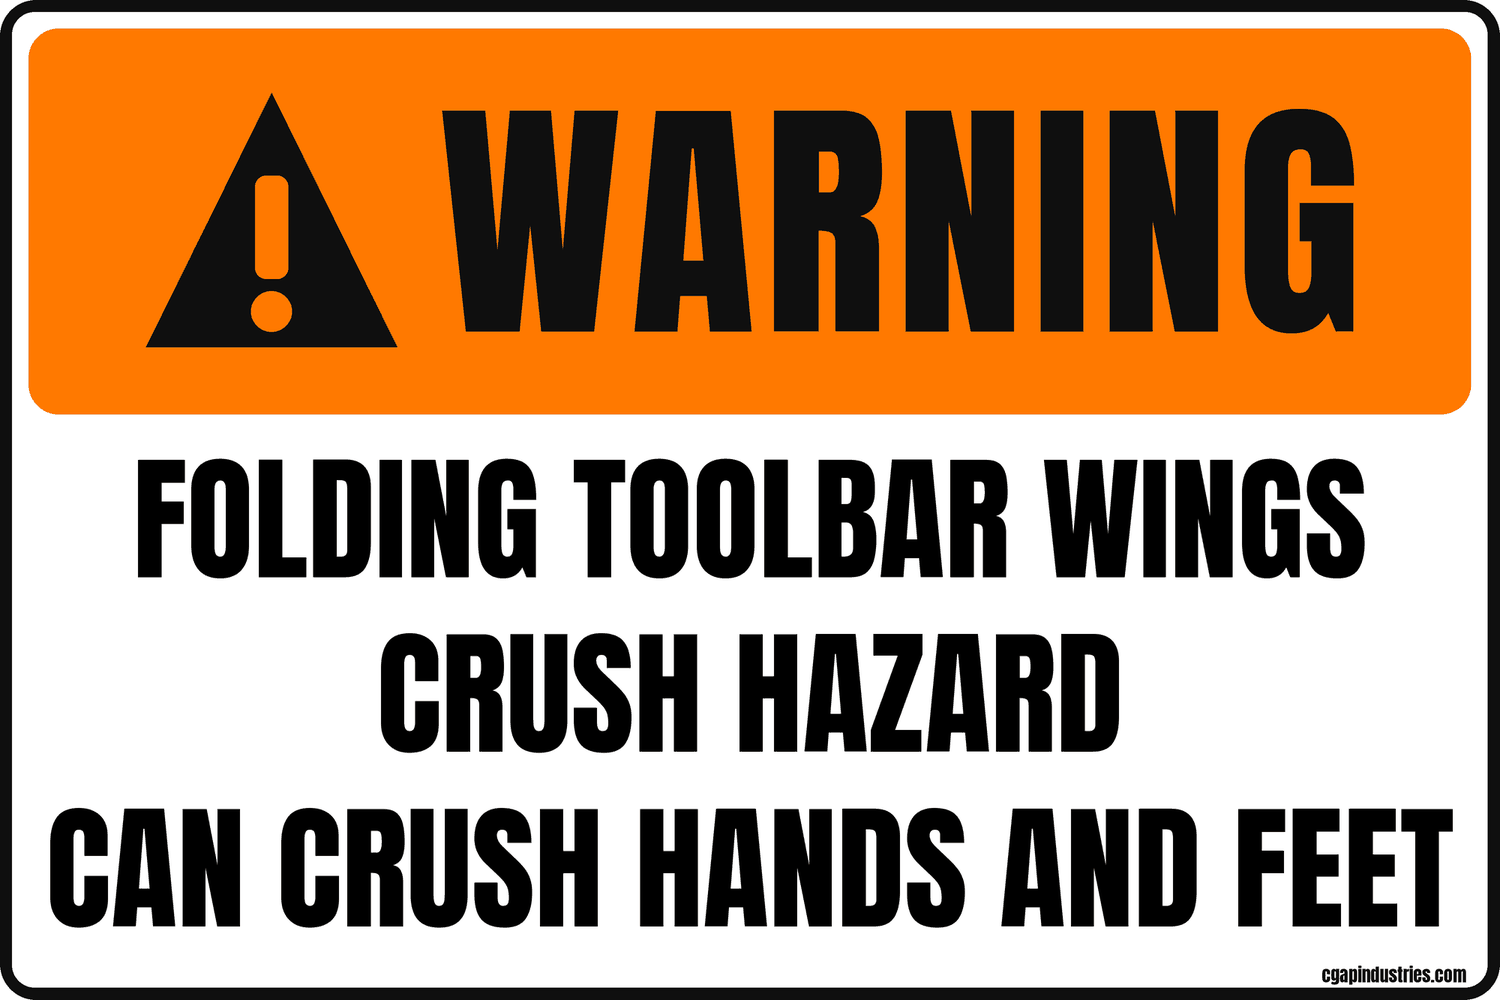 WARNING
FOLDING TOOLBAR WINGS
CRUSH HAZARD
CAN CRUSH HANDS AND FEET
cgapindustries.com